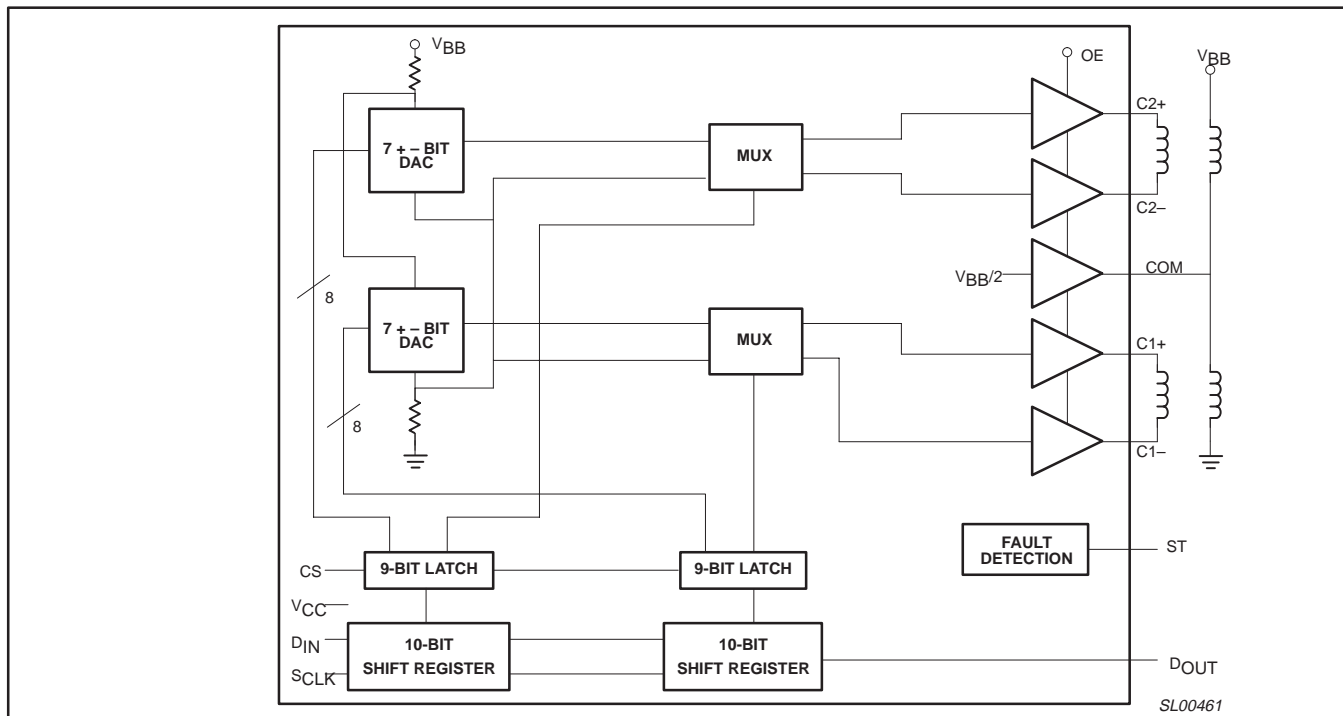 VBB
OE
VBB
C2+
7 + – BIT
DAC
MUX
C2–
8
VBB/2
COM
7 + – BIT
DAC
MUX
C1+
8
C1–
FAULT
DETECTION
ST
CS
9-BIT LATCH
9-BIT LATCH
VCC
DIN
10-BIT
SHIFT REGISTER
10-BIT
SHIFT REGISTER
SCLK
DOUT
SL00461